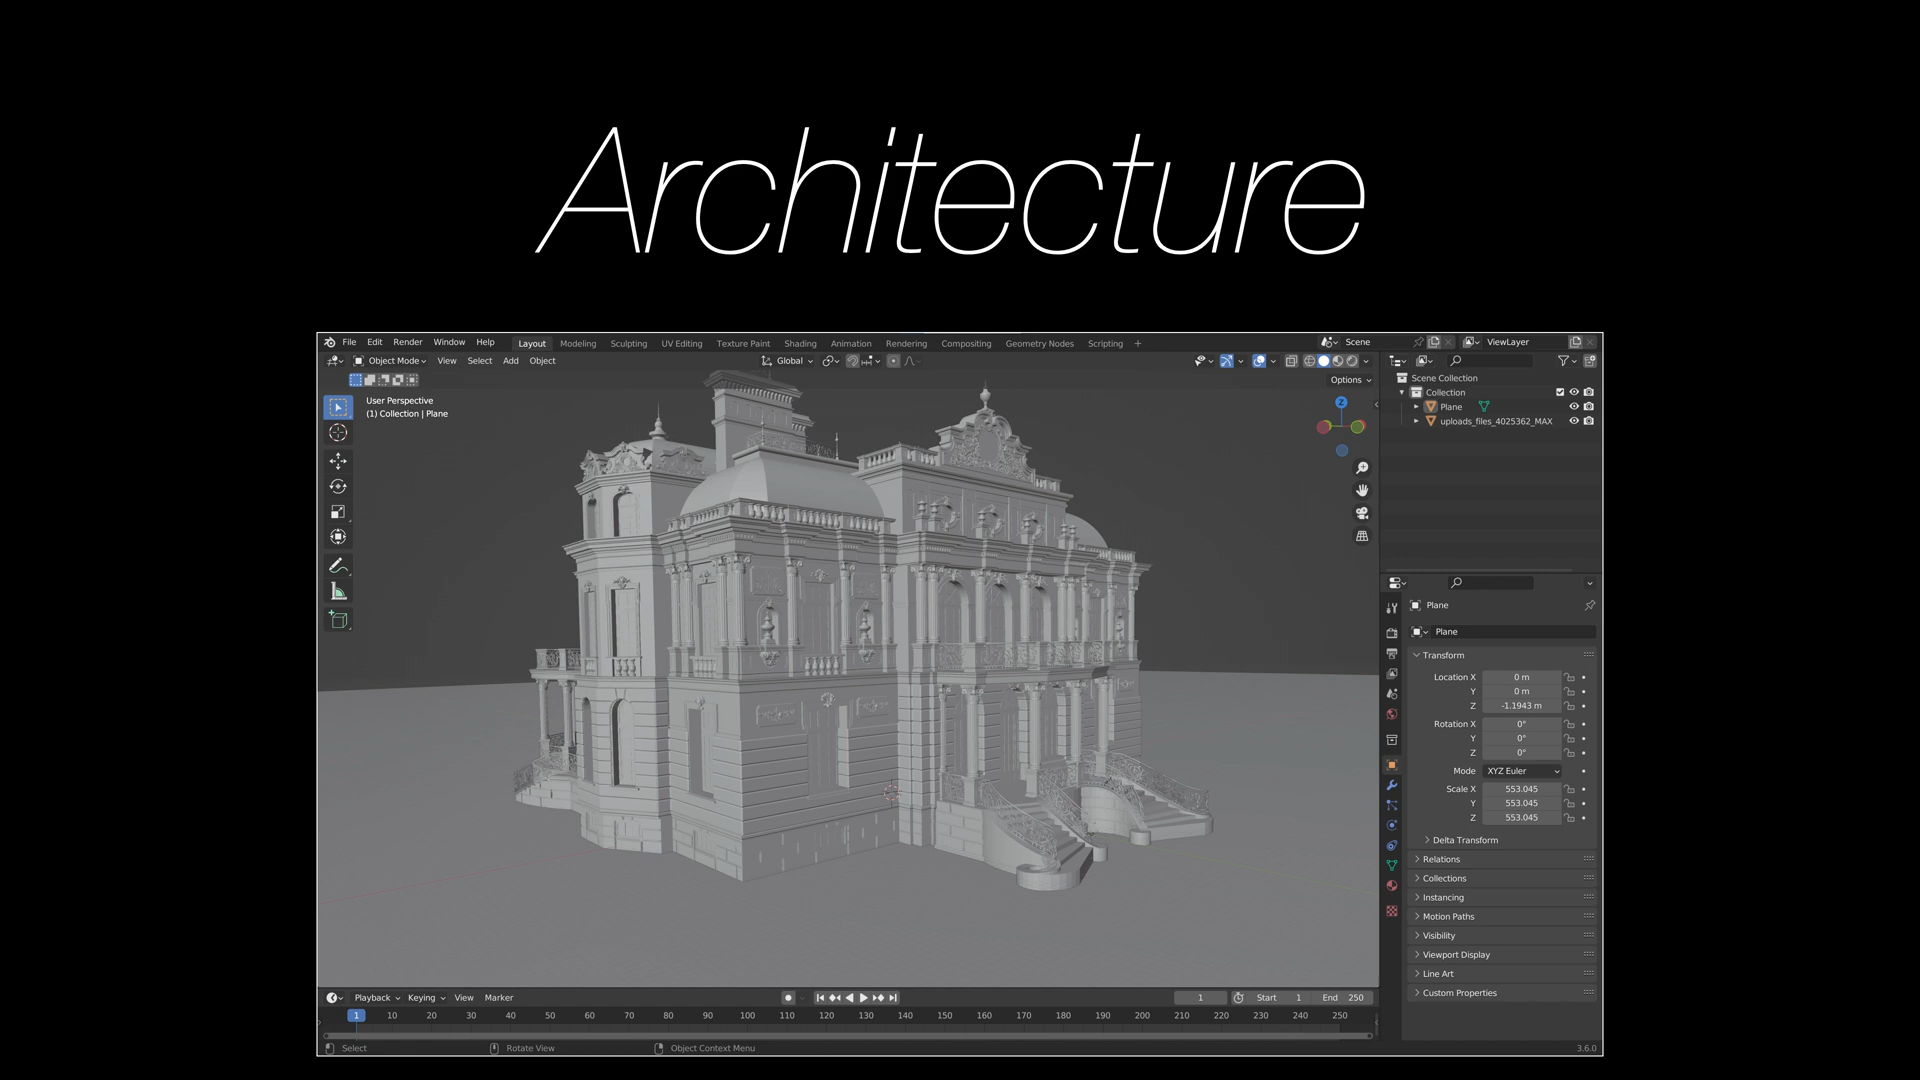 Architecture
File Edit Render Window Help Layout Modeling Sculpting UV Editing Texture Paint Shading Animation Rendering Compositing Geometry Nodes Scripting + Scene ViewLayer
Object Mode View Select Add Object Global
Options
User Perspective
(1) Collection | Plane
Z
Scene Collection
Collection
Plane
uploads_files_4025362_MAX
Plane
Plane
Transform
Location X 0 m
Y 0 m
Z -1.1943 m
Rotation X 0°
Y 0°
Z 0°
Mode XYZ Euler
Scale X 553.045
Y 553.045
Z 553.045
Delta Transform
Relations
Collections
Instancing
Motion Paths
Visibility
Viewport Display
Line Art
Custom Properties
Playback Keying View Marker 1 Start 1 End 250
1 10 20 30 40 50 60 70 80 90 100 110 120 130 140 150 160 170 180 190 200 210 220 230 240 250
Select Rotate View Object Context Menu 3.6.0